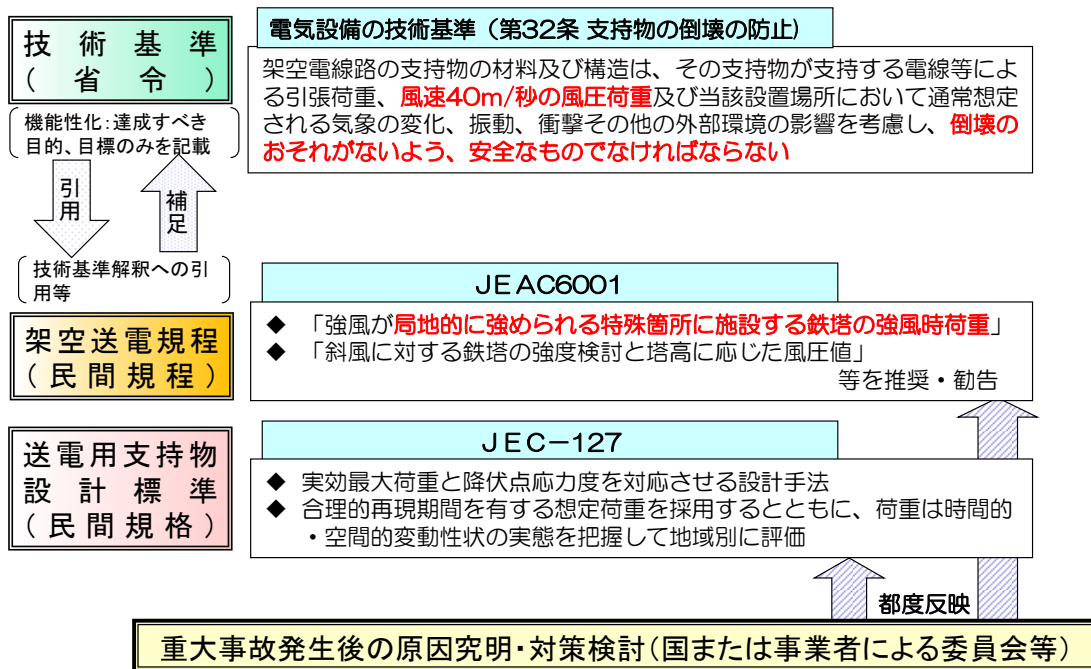 技術基準
(省令)
電気設備の技術基準（第32条 支持物の倒壊の防止)
架空電線路の支持物の材料及び構造は、その支持物が支持する電線等によ
る引張荷重、風速40m/秒の風圧荷重及び当該設置場所において通常想定
される気象の変化、振動、衝撃その他の外部環境の影響を考慮し、倒壊の
おそれがないよう、安全なものでなければならない
機能性化:達成すべき
目的、目標のみを記載
引用
補足
技術基準解釈への引
用等
架空送電規程
(民間規程)
JEAC6001
◆ 「強風が局地的に強められる特殊箇所に施設する鉄塔の強風時荷重」
◆ 「斜風に対する鉄塔の強度検討と塔高に応じた風圧値」
等を推奨・勧告
送電用支持物
設計標準
(民間規格)
JEC－127
◆ 実効最大荷重と降伏点応力度を対応させる設計手法
◆ 合理的再現期間を有する想定荷重を採用するとともに、荷重は時間的
・空間的変動性状の実態を把握して地域別に評価
都度反映
重大事故発生後の原因究明・対策検討(国または事業者による委員会等)